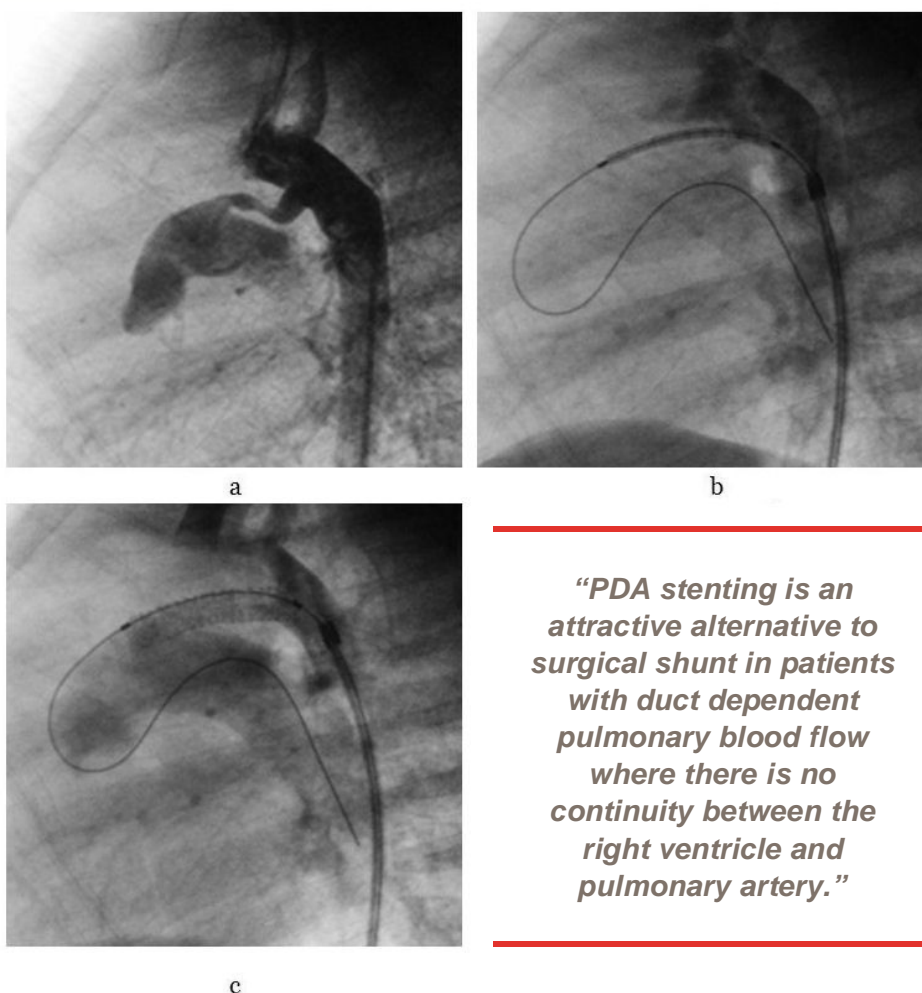 a
b
c
“PDA stenting is an
attractive alternative to
surgical shunt in patients
with duct dependent
pulmonary blood flow
where there is no
continuity between the
right ventricle and
pulmonary artery.”